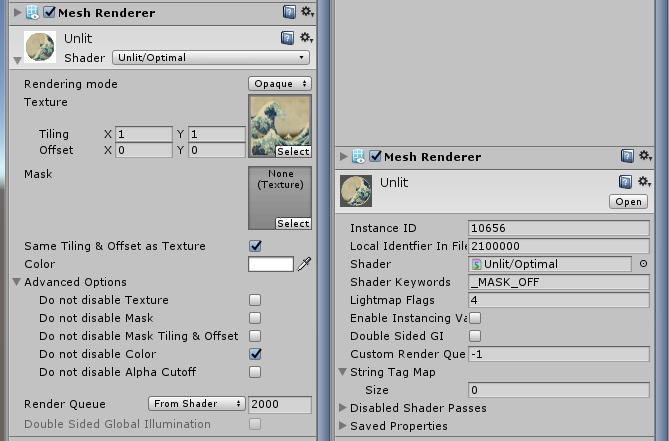 Mesh Renderer
Unlit
Shader Unlit/Optimal
Rendering mode Opaque
Texture
Tiling X 1 Y 1
Offset X 0 Y 0
Select
Mask
None
(Texture)
Select
Same Tiling & Offset as Texture
Color
Advanced Options
Do not disable Texture
Do not disable Mask
Do not disable Mask Tiling & Offset
Do not disable Color
Do not disable Alpha Cutoff
Render Queue From Shader 2000
Double Sided Global Illumination
Mesh Renderer
Unlit
Open
Instance ID 10656
Local Identfier In File 2100000
Shader Unlit/Optimal
Shader Keywords _MASK_OFF
Lightmap Flags 4
Enable Instancing Va
Double Sided GI
Custom Render Que -1
String Tag Map
Size 0
Disabled Shader Passes
Saved Properties